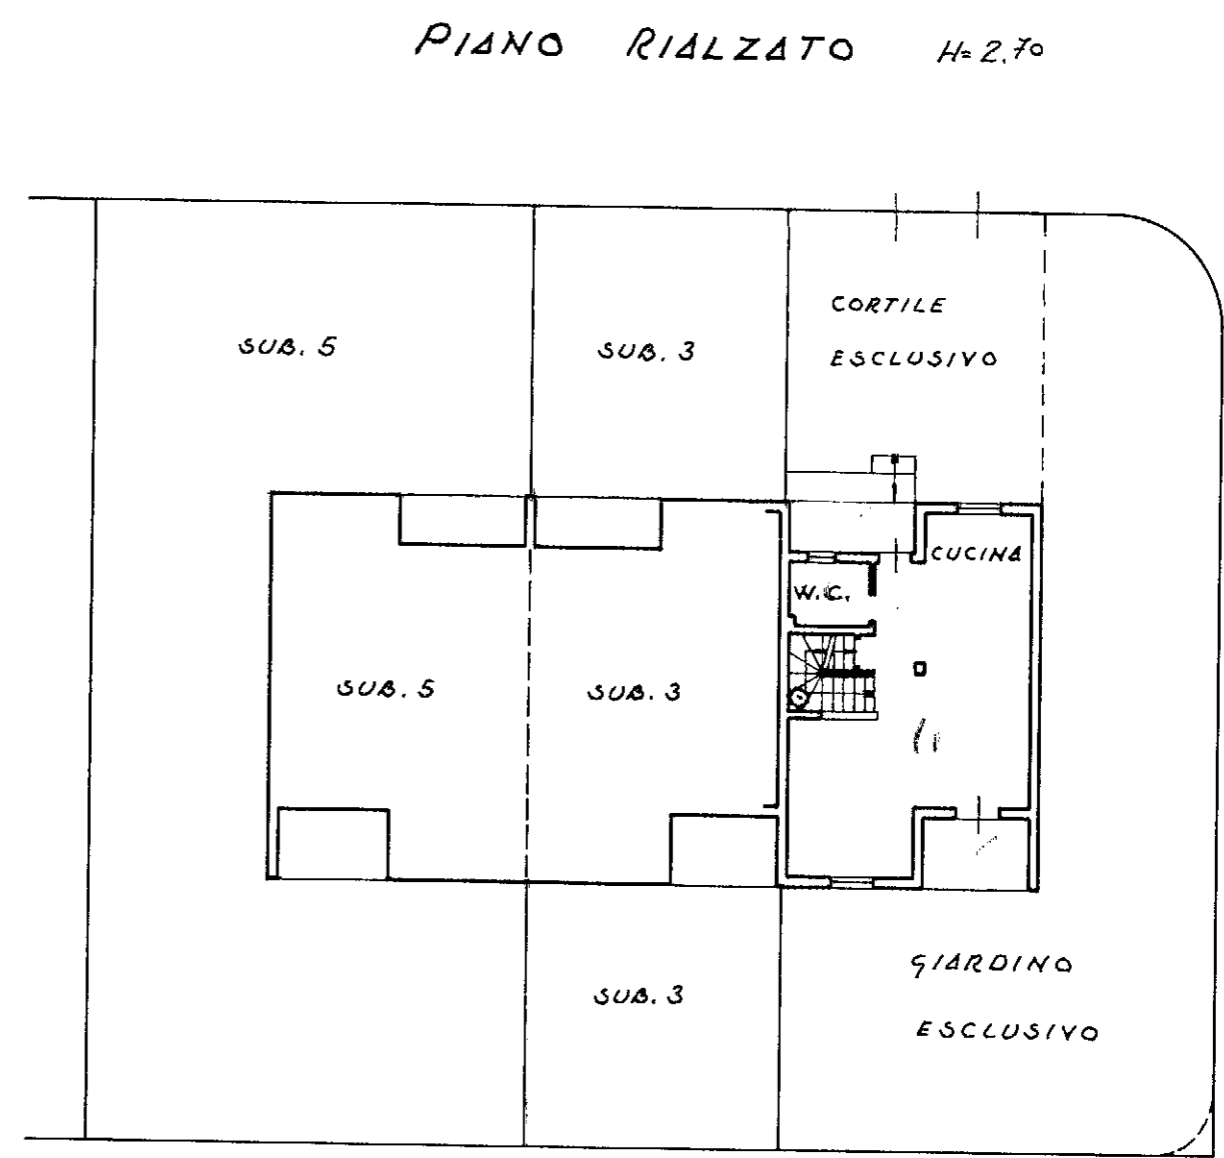 PIANO RIALZATO H=2.70
CORTILE
ESCLUSIVO
SUB. 5
SUB. 3
CUCINA
W.C.
SUB. 5
SUB. 3
GIARDINO
ESCLUSIVO
SUB. 3